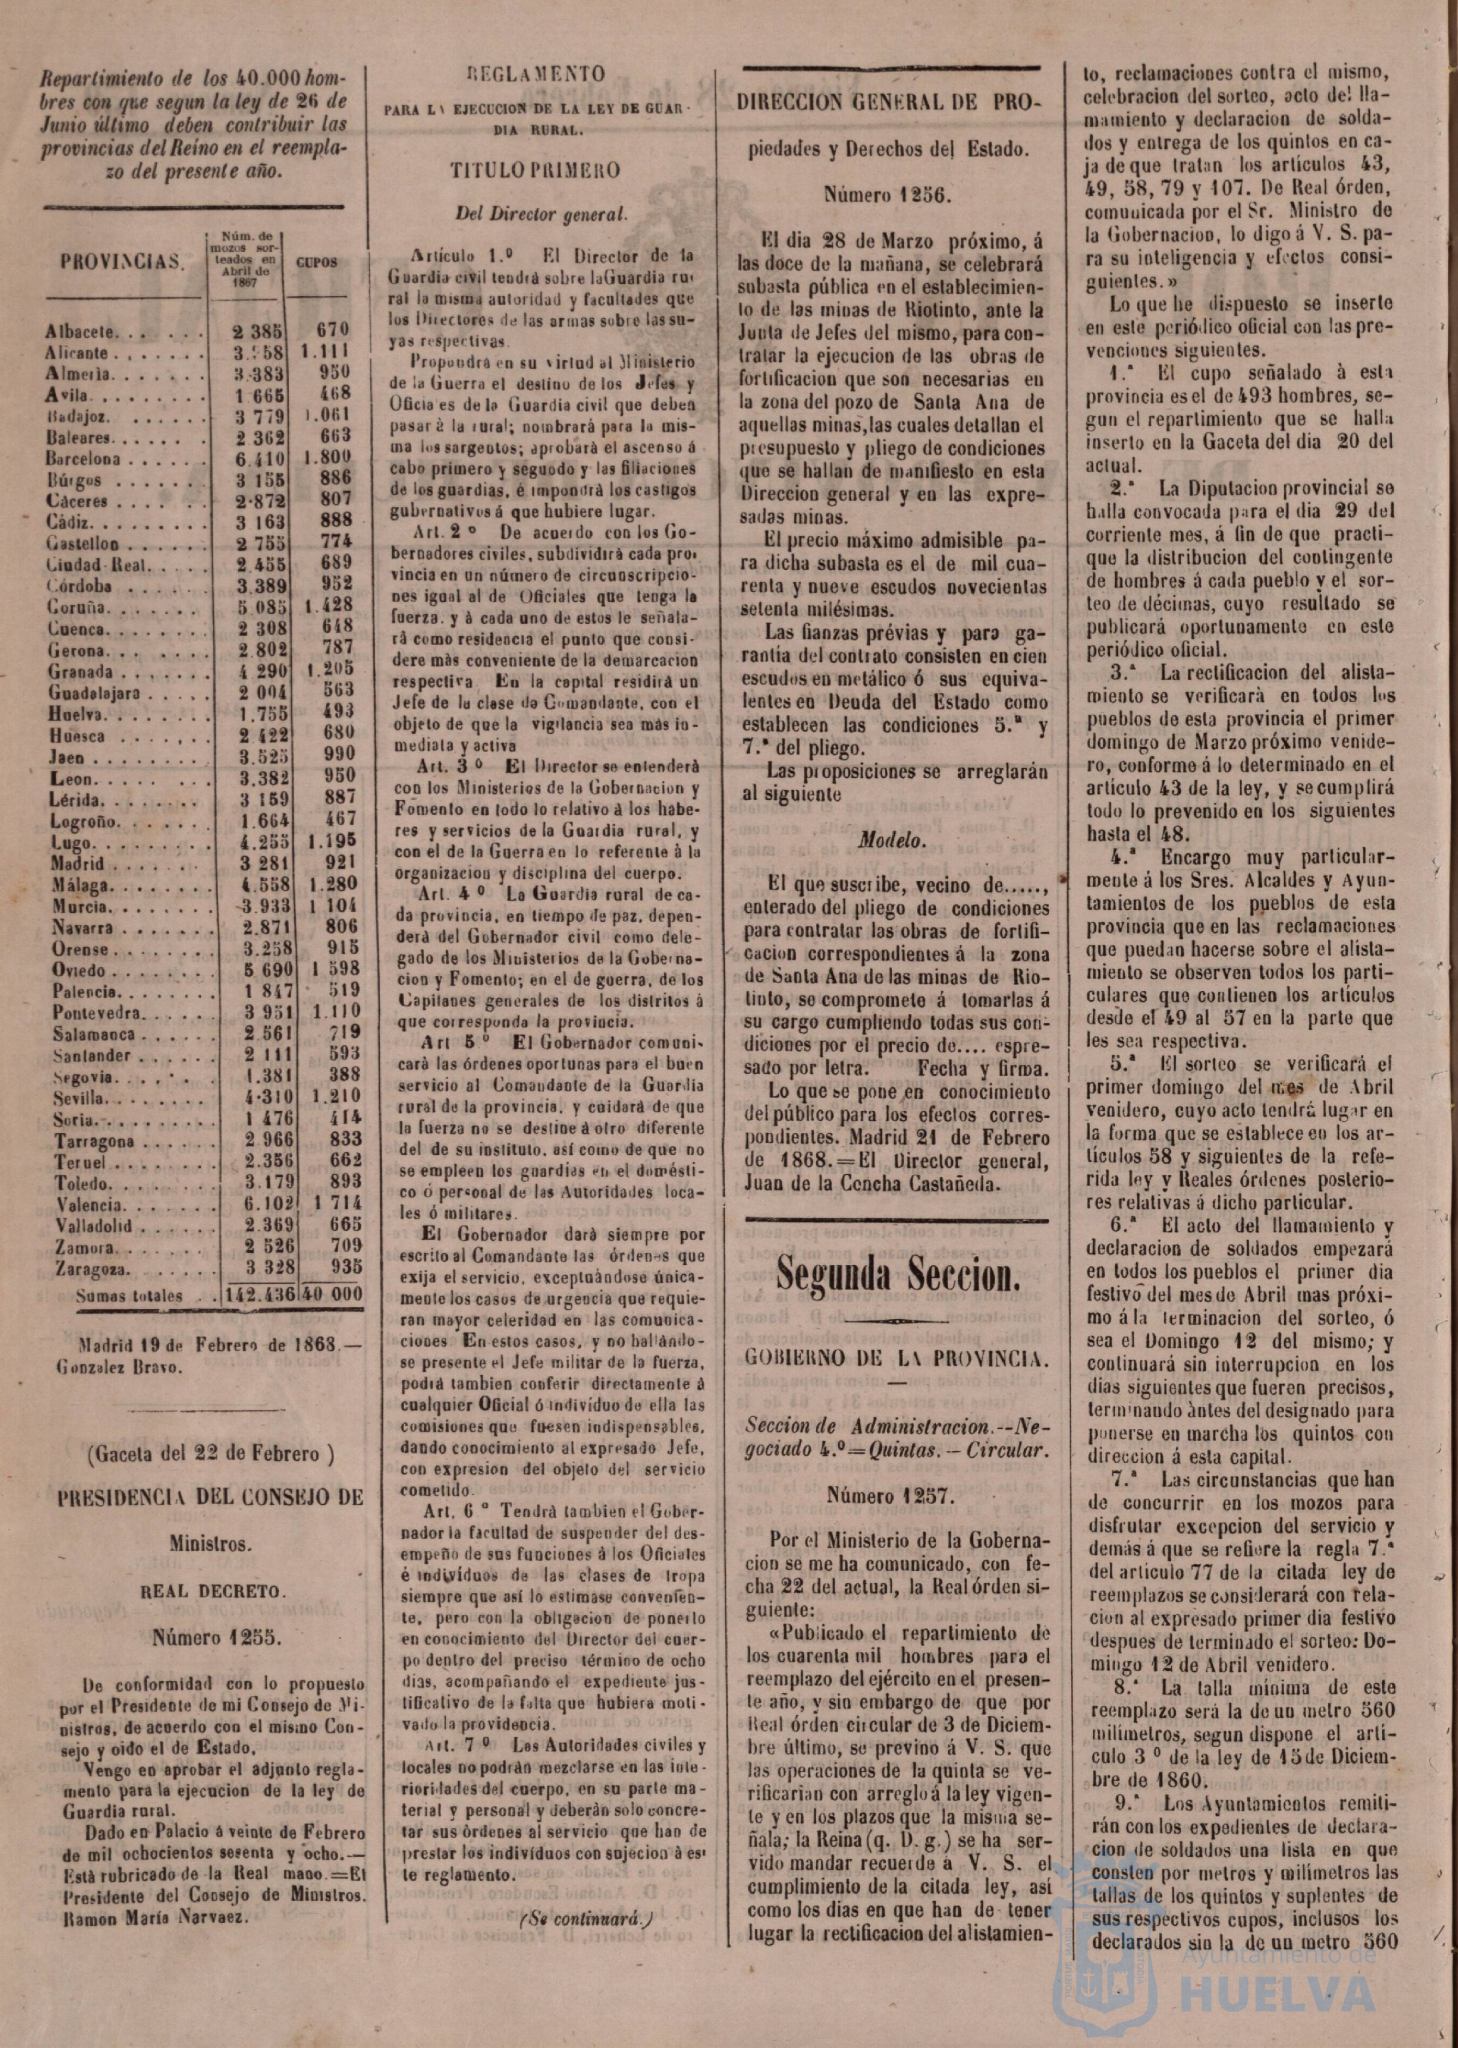 Repartimiento de los 40.000 hom-
bres con que segun la ley de 26 de
Junio último deben contribuir las
provincias del Reino en el reempla-
zo del presente año.
PROVINCIAS. Núm. de mozos sor-teados en Abril de 1867 CUPOS
Albacete. 2 385 670
Alicante 1.111
Almeria. 3.383 950
Avila. 1 665 468
Badajoz. 3 779 1.061
Baleares. 2 362 663
Barcelona 6.410 1.800
Búrgos 3 155 886
Cáceres 2.872 807
Cádiz. 3 163 888
Castellon 2 755 774
Ciudad-Real. 2.455 689
Córdoba 3.389 952
Coruña. 5.085 1.428
Cuenca. 2 308 648
Gerona. 2.802 787
Granada 4 290 1.205
Guadalajara 2 004 563
Huelva. 1.755 493
Huesca 2 422 680
Jaen 3.525 990
Leon. 3.382 950
Lérida. 3 159 887
Logroño. 1.664 467
Lugo. 4.255 1.195
Madrid 3 281 921
Málaga. 4.558 1.280
Murcia. 3.933 1 104
Navarra 2.871 806
Orense 3.258 915
Oviedo 5 690 1 598
Palencia. 1 847 519
Pontevedra. 3 951 1.110
Salamanca 2.561 719
Santander 2 111 593
Segovia. 1.381 388
Sevilla. 4.310 1.210
Soria. 1 476 414
Tarragona 2.966 833
Teruel 2.356 662
Toledo. 3.179 893
Valencia. 6.102 1 714
Valladolid 2.369 665
Zamora. 2 526 709
Zaragoza. 3 328 935
Sumas totales 142.436 40 000
Madrid 19 de Febrero de 1868.—
Gonzalez Bravo.
(Gaceta del 22 de Febrero )
PRESIDENCIA DEL CONSEJO DE
Ministros.
REAL DECRETO.
Número 1255.
De conformidad con lo propuesto
por el Presidente de mi Consejo de Mi-
nistros, de acuerdo con el mismo Con-
sejo y oido el de Estado,
Vengo en aprobar el adjunto regla-
mento para la ejecucion de la ley de
Guardia rural.
Dado en Palacio á veinte de Febrero
de mil ochocientos sesenta y ocho.—
Està rubricado de la Real mano.=El
Presidente del Consejo de Ministros.
Ramon María Narvaez.
REGLAMENTO
PARA LA EJECUCION DE LA LEY DE GUAR-
DIA RURAL.
TITULO PRIMERO
Del Director general.
Artículo 1.º El Director de la
Guardia civil tendrá sobre la Guardia ru-
ral la misma autoridad y facultades que
los Directores de las armas sobre las su-
yas respectivas.
Propondrá en su virtud al Ministerio
de la Guerra el destino de los Jefes y
Oficia es de la Guardia civil que deben
pasar à la rural; nombrará para la mis-
ma los sargentos; aprobará el ascenso á
cabo primero y segundo y las filiaciones
de los guardias, é impondrà los castigos
gubernativos á que hubiere lugar.
Art. 2º De acuerdo con los Go-
bernadores civiles, subdividirá cada pro-
vincia en un número de circunscripcio-
nes igual al de Oficiales que tenga la
fuerza. y à cada uno de estos le señala-
rá como residencia el punto que consi-
dere màs conveniente de la demarcacion
respectiva En la capital residirà un
Jefe de la clase de Comandante, con el
objeto de que la vigilancia sea más in-
mediata y activa
Art. 3º El Director se entenderà
con los Ministerios de la Gobernacion y
Fomento en todo lo relativo à los habe-
res y servicios de la Guardia rural, y
con el de la Guerra en lo referente à la
organizacion y disciplina del cuerpo.
Art. 4º La Guardia rural de ca-
da provincia, en tiempo de paz, depen-
derà del Gobernador civil como dele-
gado de los Ministerios de la Goberna-
cion y Fomento; en el de guerra, de los
Capitanes generales de los distritos á
que corresponda la provincia.
Art 5º El Gobernador comuni-
cará las órdenes oportunas para el buen
servicio al Comandante de la Guardia
rural de la provincia, y cuidará de que
la fuerza no se destine á otro diferente
del de su instituto, así como de que no
se empleen los guardias en el domésti-
co ó personal de las Autoridades loca-
les ó militares.
El Gobernador dará siempre por
escrito al Comandante las órdenes que
exija el servicio, exceptuàndose única-
mente los casos de urgencia que requie-
ran mayor celeridad en las comunica-
ciones En estos casos, y no hallándo-
se presente el Jefe militar de la fuerza,
podrá tambien conferir directamente á
cualquier Oficial ó indivíduo de ella las
comisiones que fuesen indispensables,
dando conocimiento al expresado Jefe,
con expresion del objeto del servicio
cometido.
Art. 6º Tendrà tambien el Gober-
nador la facultad de suspender del des-
empeño de sus funciones á los Oficiales
é indivíduos de las clases de tropa
siempre que así lo estimase convenien-
te, pero con la obligacion de ponerlo
en conocimiento del Director del cuer-
po dentro del preciso término de ocho
dias, acompañando el expediente jus-
tificativo de la falta que hubiera moti-
vado la providencia.
Art. 7º Las Autoridades civiles y
locales no podrán mezclarse en las inte-
rioridades del cuerpo, en su parte ma-
terial y personal y deberàn solo concre-
tar sus òrdenes al servicio que han de
prestar los indivíduos con sujecion à es-
te reglamento.
(Se continuará.)
DIRECCION GENERAL DE PRO-
piedades y Derechos del Estado.
Número 1256.
El dia 28 de Marzo próximo, á
las doce de la mañana, se celebrará
subasta pública en el establecimien-
to de las minas de Riotinto, ante la
Junta de Jefes del mismo, para con-
tratar la ejecucion de las obras de
fortificacion que son necesarias en
la zona del pozo de Santa Ana de
aquellas minas, las cuales detallan el
presupuesto y pliego de condiciones
que se hallan de manifiesto en esta
Direccion general y en las expre-
sadas minas.
El precio máximo admisible pa-
ra dicha subasta es el de mil cua-
renta y nueve escudos novecientas
setenta milésimas.
Las fianzas prévias y para ga-
rantia del contrato consisten en cien
escudos en metálico ó sus equiva-
lentes en Deuda del Estado como
establecen las condiciones 5.ª y
7.ª del pliego.
Las proposiciones se arreglarán
al siguiente
Modelo.
El que suscribe, vecino de.....,
enterado del pliego de condiciones
para contratar las obras de fortifi-
cacion correspondientes á la zona
de Santa Ana de las minas de Rio-
tinto, se compromete á tomarlas á
su cargo cumpliendo todas sus con-
diciones por el precio de.... espre-
sado por letra. Fecha y firma.
Lo que se pone en conocimiento
del público para los efectos corres-
pondientes. Madrid 21 de Febrero
de 1868.=El Director general,
Juan de la Concha Castañeda.
Segunda Seccion.
GOBIERNO DE LA PROVINCIA.
Seccion de Administracion.--Ne-
gociado 4.º=Quintas.—Circular.
Número 1257.
Por el Ministerio de la Goberna-
cion se me ha comunicado, con fe-
cha 22 del actual, la Real órden si-
guiente:
«Publicado el repartimiento de
los cuarenta mil hombres para el
reemplazo del ejército en el presen-
te año, y sin embargo de que por
Real órden circular de 3 de Diciem-
bre último, se previno á V. S. que
las operaciones de la quinta se ve-
rificarian con arreglo á la ley vigen-
te y en los plazos que la misma se-
ñala; la Reina (q. D. g.) se ha ser-
vido mandar recuerde á V. S. el
cumplimiento de la citada ley, así
como los dias en que han de tener
lugar la rectificacion del alistamien-
to, reclamaciones contra el mismo,
celebracion del sorteo, acto del lla-
mamiento y declaracion de solda-
dos y entrega de los quintos en ca-
ja de que tratan los artículos 43,
49, 58, 79 y 107. De Real órden,
comunicada por el Sr. Ministro de
la Gobernacion, lo digo á V. S. pa-
ra su inteligencia y efectos consi-
guientes.»
Lo que he dispuesto se inserte
en este periódico oficial con las pre-
venciones siguientes.
1.ª El cupo señalado à esta
provincia es el de 493 hombres, se-
gun el repartimiento que se halla
inserto en la Gaceta del dia 20 del
actual.
2.ª La Diputacion provincial se
halla convocada para el dia 29 del
corriente mes, á fin de que practi-
que la distribucion del contingente
de hombres á cada pueblo y el sor-
teo de décimas, cuyo resultado se
publicará oportunamente en este
periódico oficial.
3.ª La rectificacion del alista-
miento se verificará en todos los
pueblos de esta provincia el primer
domingo de Marzo próximo venide-
ro, conforme á lo determinado en el
artículo 43 de la ley, y se cumplirá
todo lo prevenido en los siguientes
hasta el 48.
4.ª Encargo muy particular-
mente á los Sres. Alcaldes y Ayun-
tamientos de los pueblos de esta
provincia que en las reclamaciones
que puedan hacerse sobre el alista-
miento se observen todos los parti-
culares que contienen los artículos
desde el 49 al 57 en la parte que
les sea respectiva.
5.ª El sorteo se verificará el
primer domingo del mes de Abril
venidero, cuyo acto tendrá lugar en
la forma que se establece en los ar-
tículos 58 y siguientes de la refe-
rida ley y Reales órdenes posterio-
res relativas á dicho particular.
6.ª El acto del llamamiento y
declaracion de soldados empezará
en todos los pueblos el primer dia
festivo del mes de Abril mas próxi-
mo á la terminacion del sorteo, ó
sea el Domingo 12 del mismo; y
continuará sin interrupcion en los
dias siguientes que fueren precisos,
terminando àntes del designado para
ponerse en marcha los quintos con
direccion á esta capital.
7.ª Las circunstancias que han
de concurrir en los mozos para
disfrutar excepcion del servicio y
demás á que se refiere la regla 7.ª
del artículo 77 de la citada ley de
reemplazos se considerará con rela-
cion al expresado primer dia festivo
despues de terminado el sorteo: Do-
mingo 12 de Abril venidero.
8.ª La talla mínima de este
reemplazo será la de un metro 560
milímetros, segun dispone el artí-
culo 3º de la ley de 15 de Diciem-
bre de 1860.
9.ª Los Ayuntamientos remiti-
rán con los expedientes de declara-
cion de soldados una lista en que
consten por metros y milímetros las
tallas de los quintos y suplentes de
sus respectivos cupos, inclusos los
declarados sin la de un metro 560
Ayuntamiento de
HUELVA